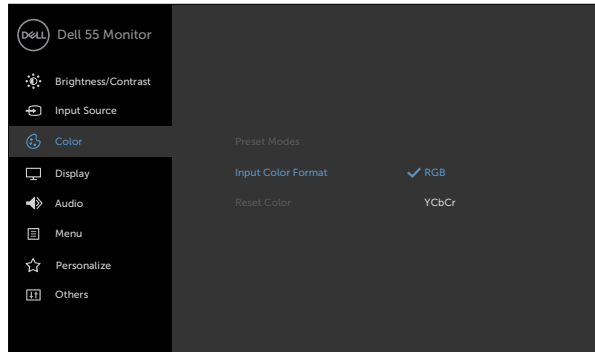 DELL Dell 55 Monitor
Brightness/Contrast
Input Source
Color
Display
Audio
Menu
Personalize
Others
Preset Modes
Input Color Format
RGB
Reset Color
YCbCr